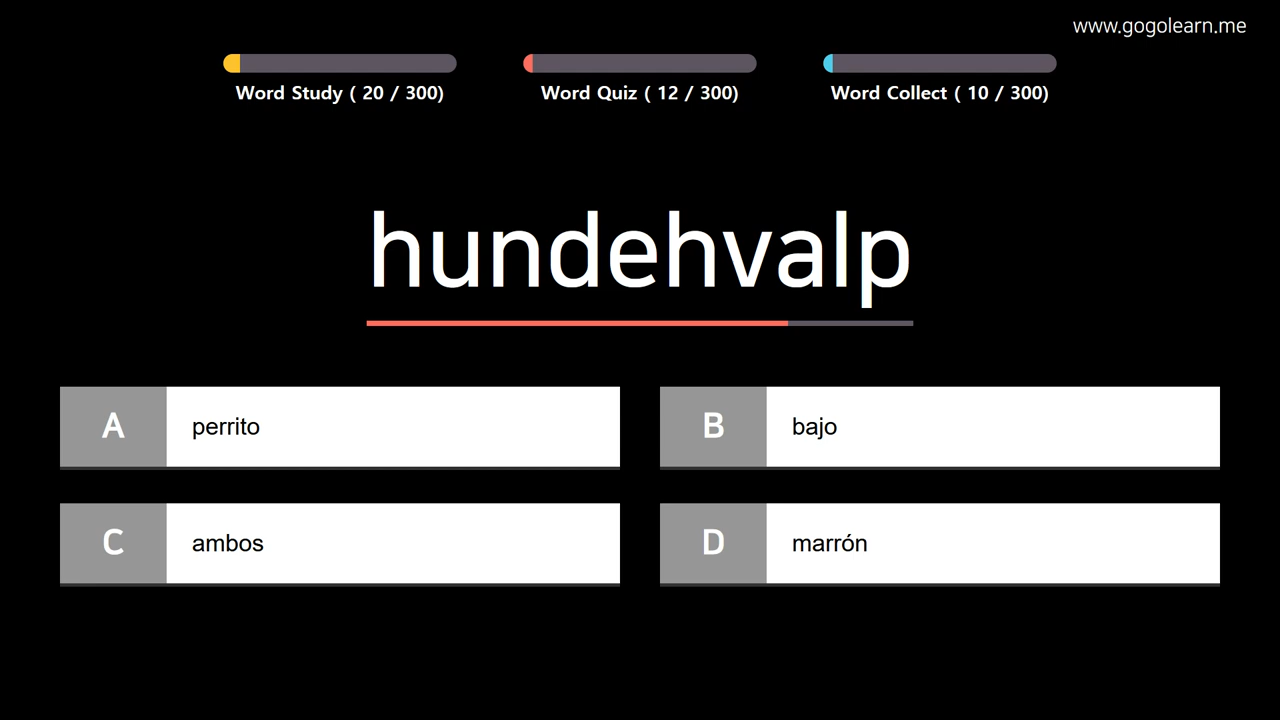 www.gogolearn.me
Word Study ( 20 / 300)
Word Quiz ( 12 / 300)
Word Collect ( 10 / 300)
hundehvalp
A perrito
B bajo
C ambos
D marrón